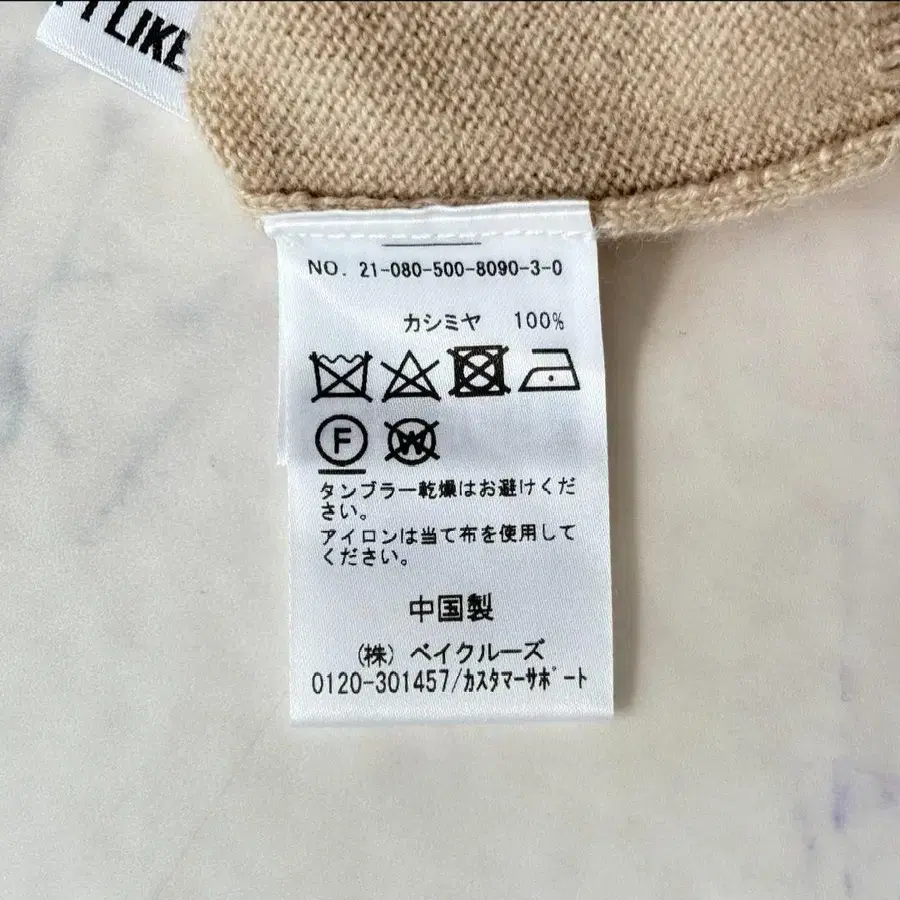 LIKE
NO. 21-080-500-8090-3-0
カシミヤ 100%
F
W
タンブラー乾燥はお避けくだ
さい。
アイロンは当て布を使用して
ください。
中国製
(株) ベイクルーズ
0120-301457/カスタマーサポート